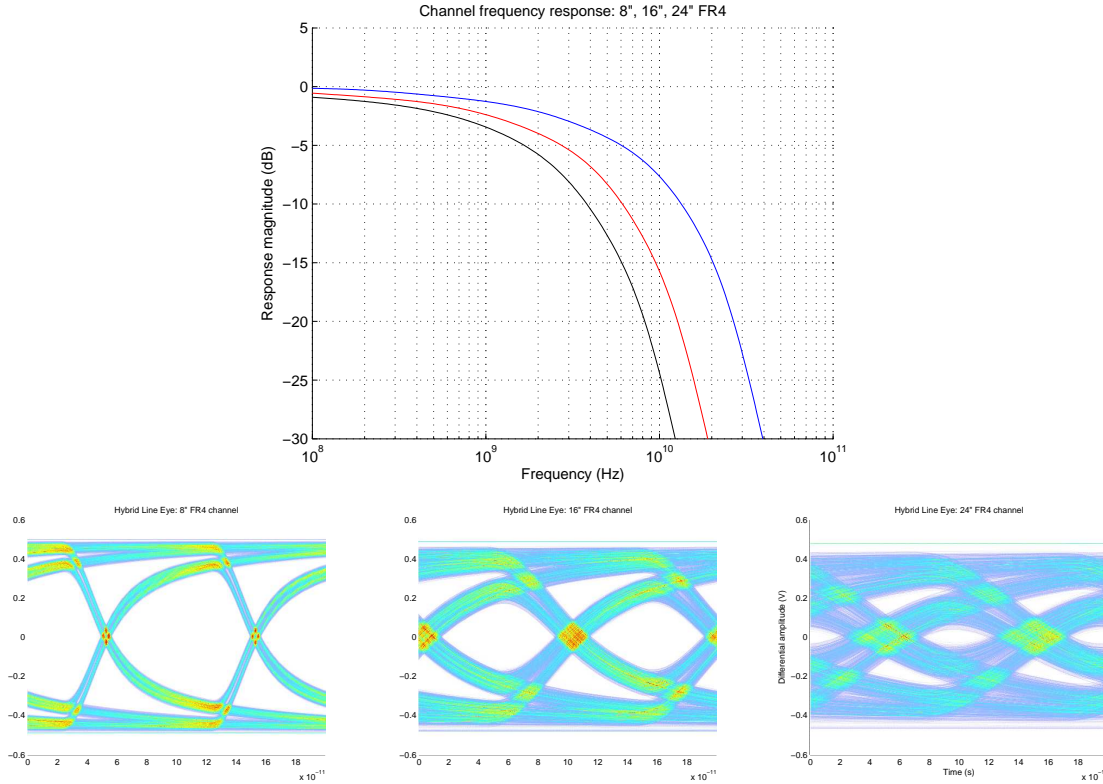 Channel frequency response: 8", 16", 24" FR4
5
0
−5
−10
−15
−20
−25
−30
Response magnitude (dB)
10^8
10^9
10^10
10^11
Frequency (Hz)
Hybrid Line Eye: 8" FR4 channel
0.6
0.4
0.2
0
−0.2
−0.4
−0.6
0 2 4 6 8 10 12 14 16 18
x 10^−11
Hybrid Line Eye: 16" FR4 channel
0.6
0.4
0.2
0
−0.2
−0.4
−0.6
0 2 4 6 8 10 12 14 16 18
x 10^−11
Hybrid Line Eye: 24" FR4 channel
0.6
0.4
0.2
0
−0.2
−0.4
−0.6
Differential amplitude (V)
0 2 4 6 8 10 12 14 16 18
Time (s)